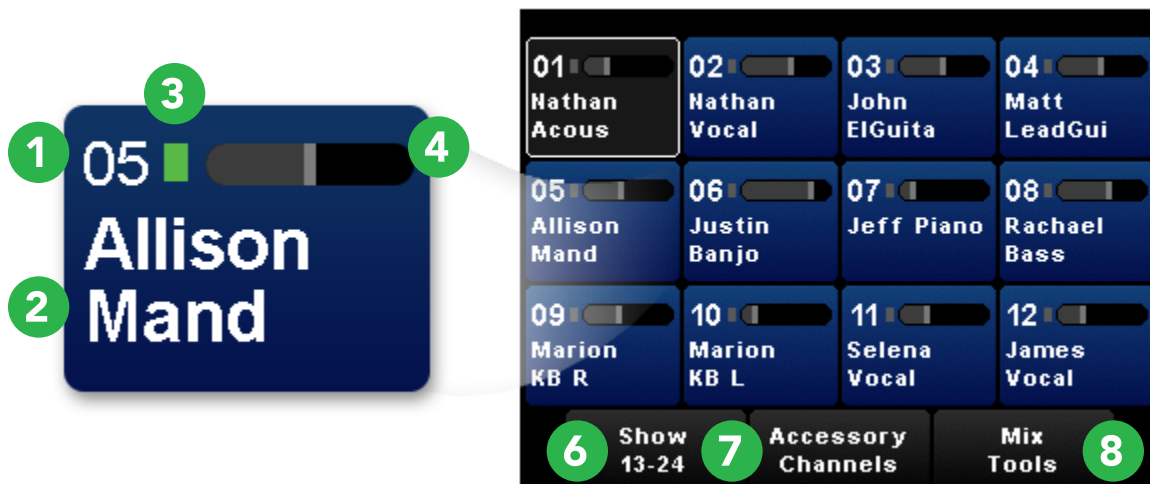 3
1
05
4
Allison
2
Mand
01
Nathan
Acous
02
Nathan
Vocal
03
John
ElGuita
04
Matt
LeadGui
05
Allison
Mand
06
Justin
Banjo
07
Jeff Piano
08
Rachael
Bass
09
Marion
KB R
10
Marion
KB L
11
Selena
Vocal
12
James
Vocal
6
Show
13-24
7
Accessory
Channels
Mix
Tools
8